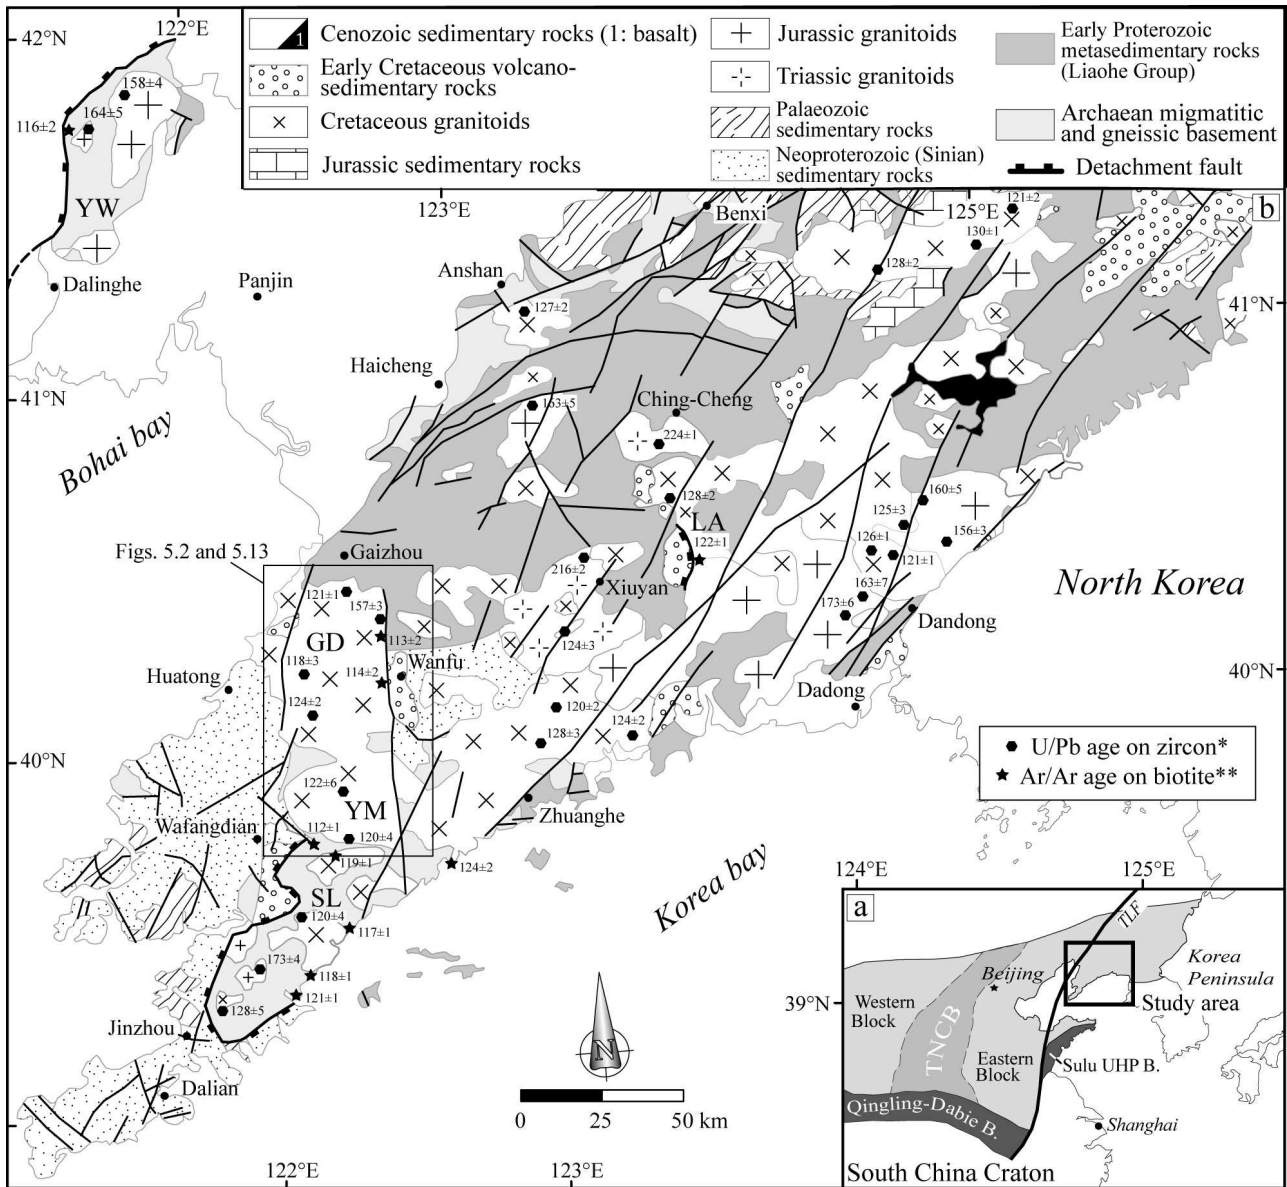 42°N
122°E
1
Cenozoic sedimentary rocks (1: basalt)
Early Cretaceous volcano-
sedimentary rocks
Cretaceous granitoids
Jurassic sedimentary rocks
Jurassic granitoids
Triassic granitoids
Palaeozoic
sedimentary rocks
Neoproterozoic (Sinian)
sedimentary rocks
Early Proterozoic
metasedimentary rocks
(Liaohe Group)
Archaean migmatitic
and gneissic basement
Detachment fault
158±4
164±5
116±2
YW
Dalinghe
Panjin
123°E
125°E
b
Benxi
121±2
130±1
128±2
Anshan
127±2
41°N
Haicheng
41°N
163±5
Ching-Cheng
224±1
Bohai bay
128±2
LA
122±1
160±5
125±3
156±3
126±1
121±1
163±7
173±6
North Korea
Figs. 5.2 and 5.13
Gaizhou
216±2
Xiuyan
Dandong
121±1
157±3
GD
113±2
124±3
118±3
114±2
Wanfu
40°N
Huatong
Dadong
124±2
120±2
124±2
128±3
U/Pb age on zircon*
Ar/Ar age on biotite**
40°N
122±6
YM
Zhuanghe
Wafangdian
112±1
120±4
119±1
124±2
Korea bay
SL
120±4
117±1
173±4
118±1
121±1
128±5
Jinzhou
Dalian
N
0
25
50 km
122°E
123°E
124°E
125°E
a
TLF
Beijing
Korea
Peninsula
39°N
Western
Block
TNCB
Study area
Eastern
Block
Sulu UHP B.
Qingling-Dabie B.
Shanghai
South China Craton